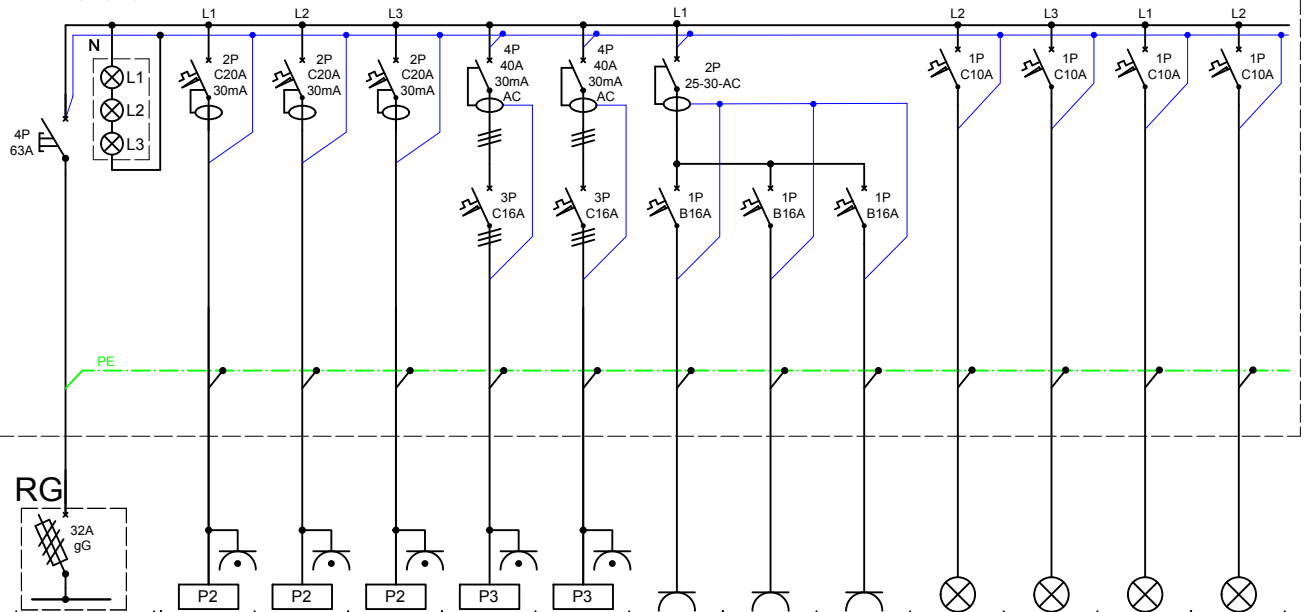 L1
L2
L3
L1
L2
L3
L1
L2
N
L1
L2
L3
4P
63A
2P
C20A
30mA
2P
C20A
30mA
2P
C20A
30mA
4P
40A
30mA
AC
4P
40A
30mA
AC
2P
25-30-AC
1P
C10A
1P
C10A
1P
C10A
1P
C10A
3P
C16A
3P
C16A
1P
B16A
1P
B16A
1P
B16A
PE
RG
32A
gG
P2
P2
P2
P3
P3